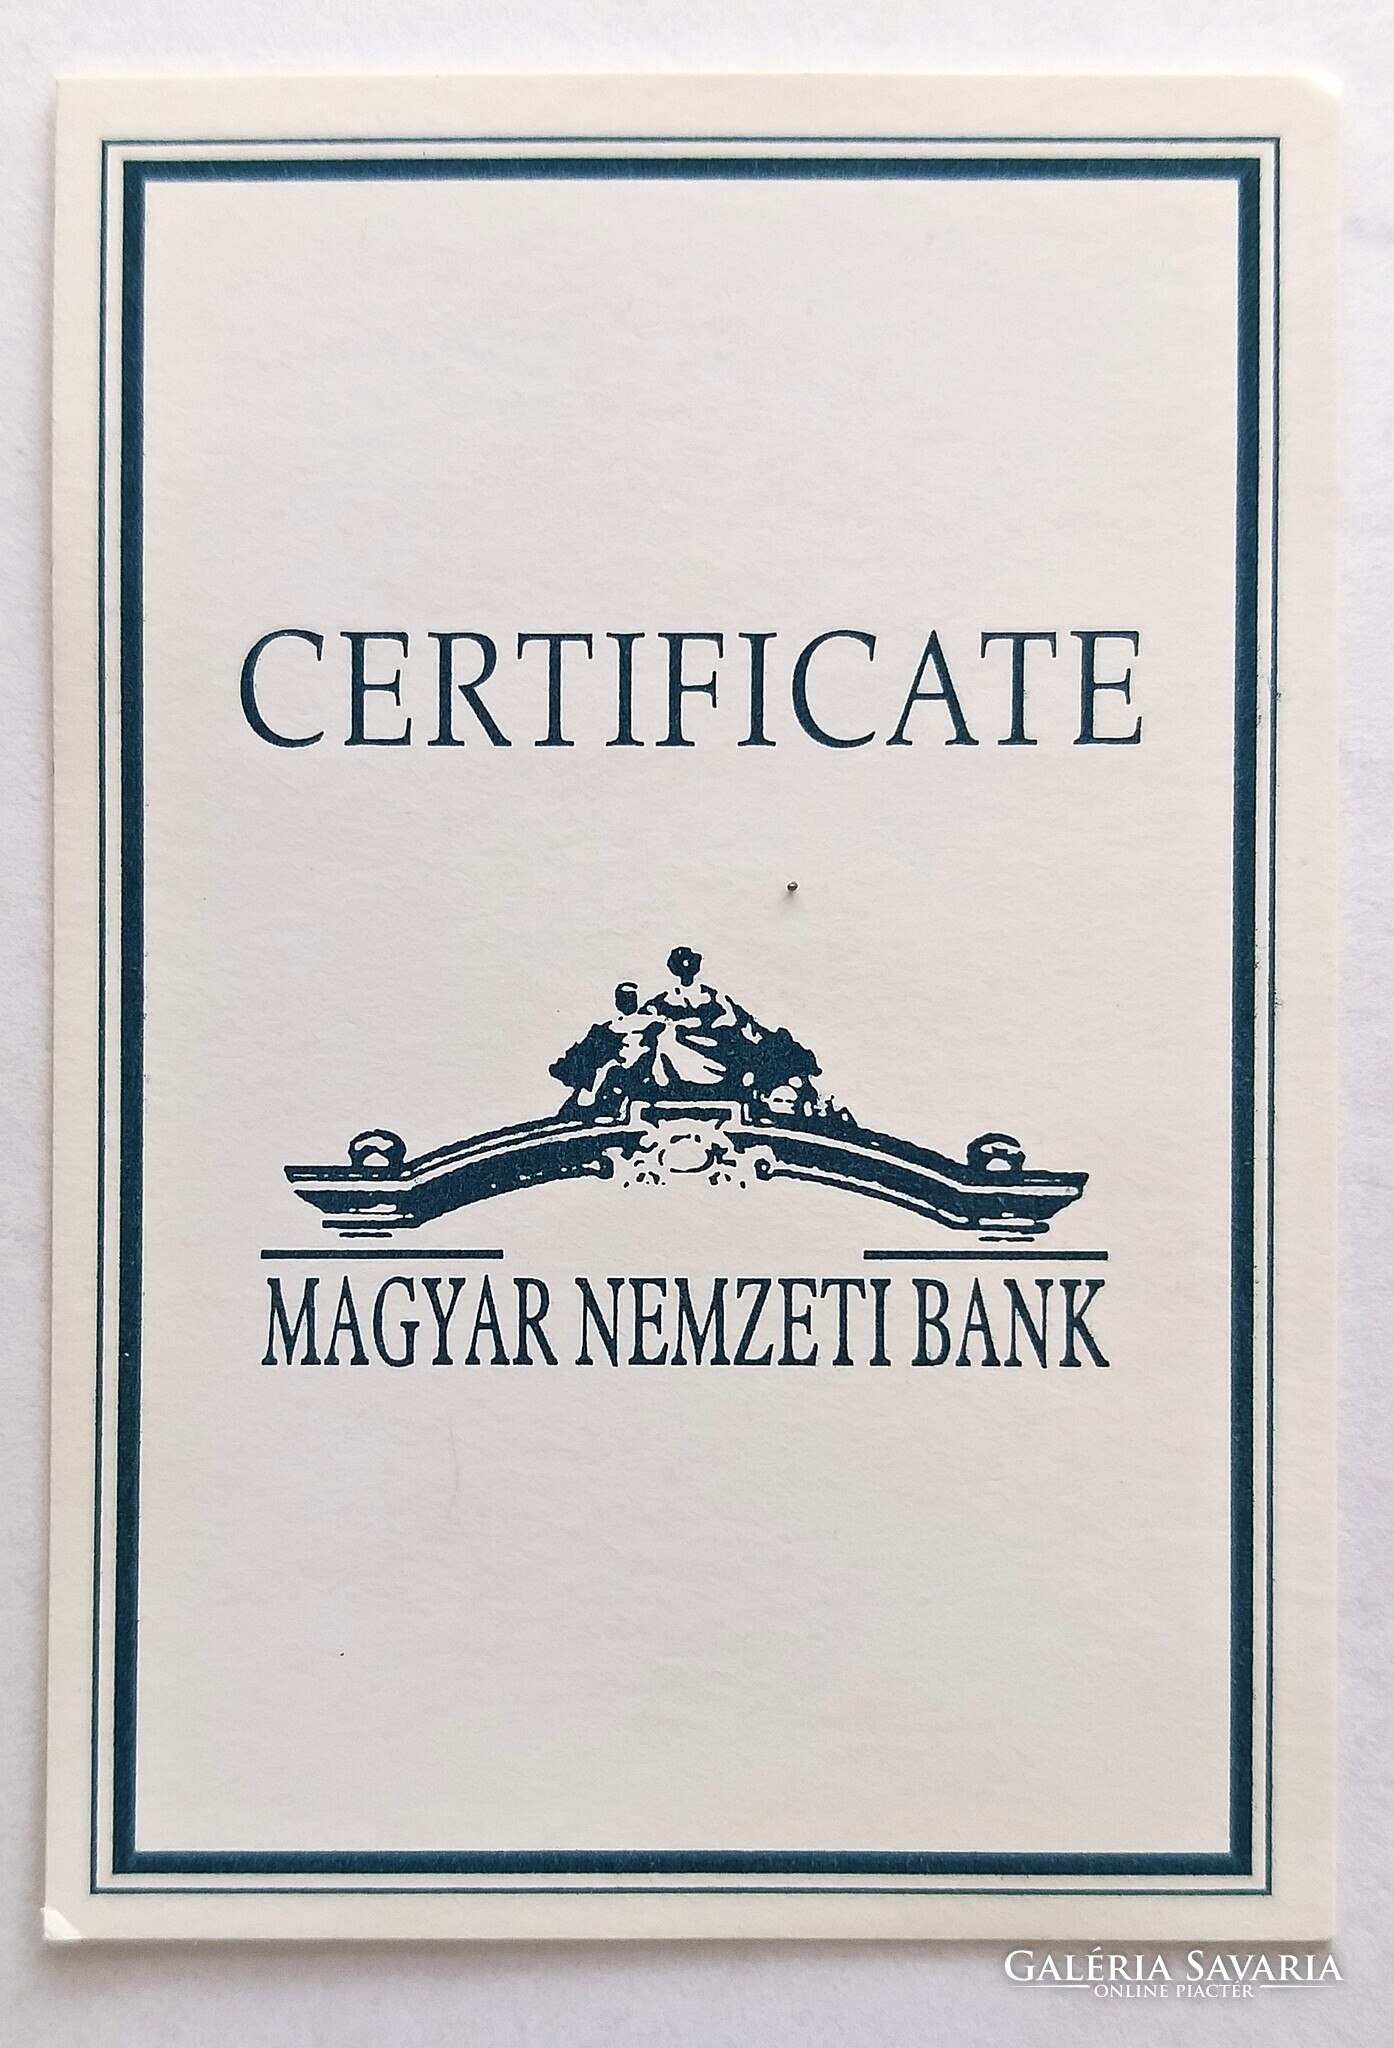 CERTIFICATE
MAGYAR NEMZETI BANK
GALÉRIA SAVARIA
ONLINE PIACTÉR